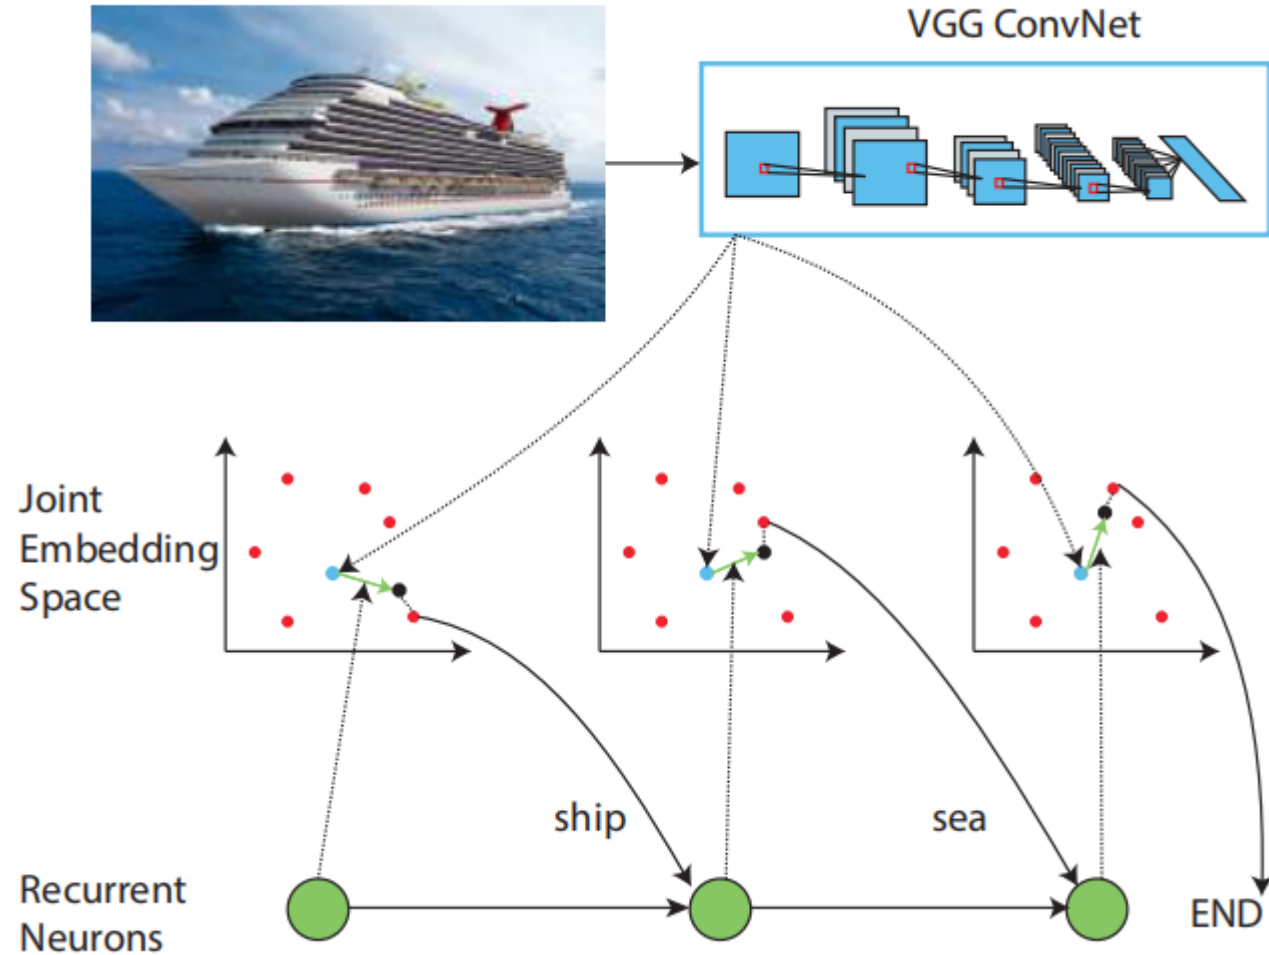 VGG ConvNet
Joint
Embedding
Space
ship
sea
Recurrent
Neurons
END